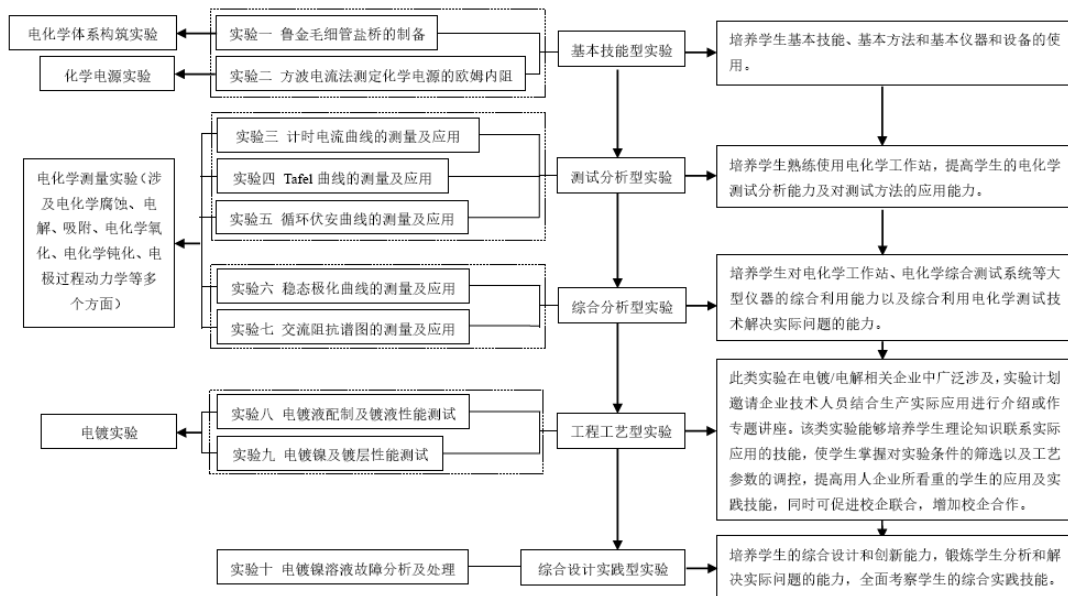 电化学体系构筑实验
实验一 鲁金毛细管盐桥的制备
化学电源实验
实验二 方波电流法测定化学电源的欧姆内阻
基本技能型实验
培养学生基本技能、基本方法和基本仪器和设备的使
用。
电化学测量实验（涉
及电化学腐蚀、电
解、吸附、电化学氧
化、电化学钝化、电
极过程动力学等多
个方面）
实验三 计时电流曲线的测量及应用
实验四 Tafel 曲线的测量及应用
实验五 循环伏安曲线的测量及应用
测试分析型实验
培养学生熟练使用电化学工作站，提高学生的电化学
测试分析能力及对测试方法的应用能力。
实验六 稳态极化曲线的测量及应用
实验七 交流阻抗谱图的测量及应用
综合分析型实验
培养学生对电化学工作站、电化学综合测试系统等大
型仪器的综合利用能力以及综合利用电化学测试技
术解决实际问题的能力。
电镀实验
实验八 电镀液配制及镀液性能测试
实验九 电镀镍及镀层性能测试
工程工艺型实验
此类实验在电镀/电解相关企业中广泛涉及，实验计划
邀请企业技术人员结合生产实际应用进行介绍或作
专题讲座。该类实验能够培养学生理论知识联系实际
应用的技能，使学生掌握对实验条件的筛选以及工艺
参数的调控，提高用人企业所看重的学生的应用及实
践技能，同时可促进校企联合，增加校企合作。
实验十 电镀镍溶液故障分析及处理
综合设计实践型实验
培养学生的综合设计和创新能力，锻炼学生分析和解
决实际问题的能力，全面考察学生的综合实践技能。